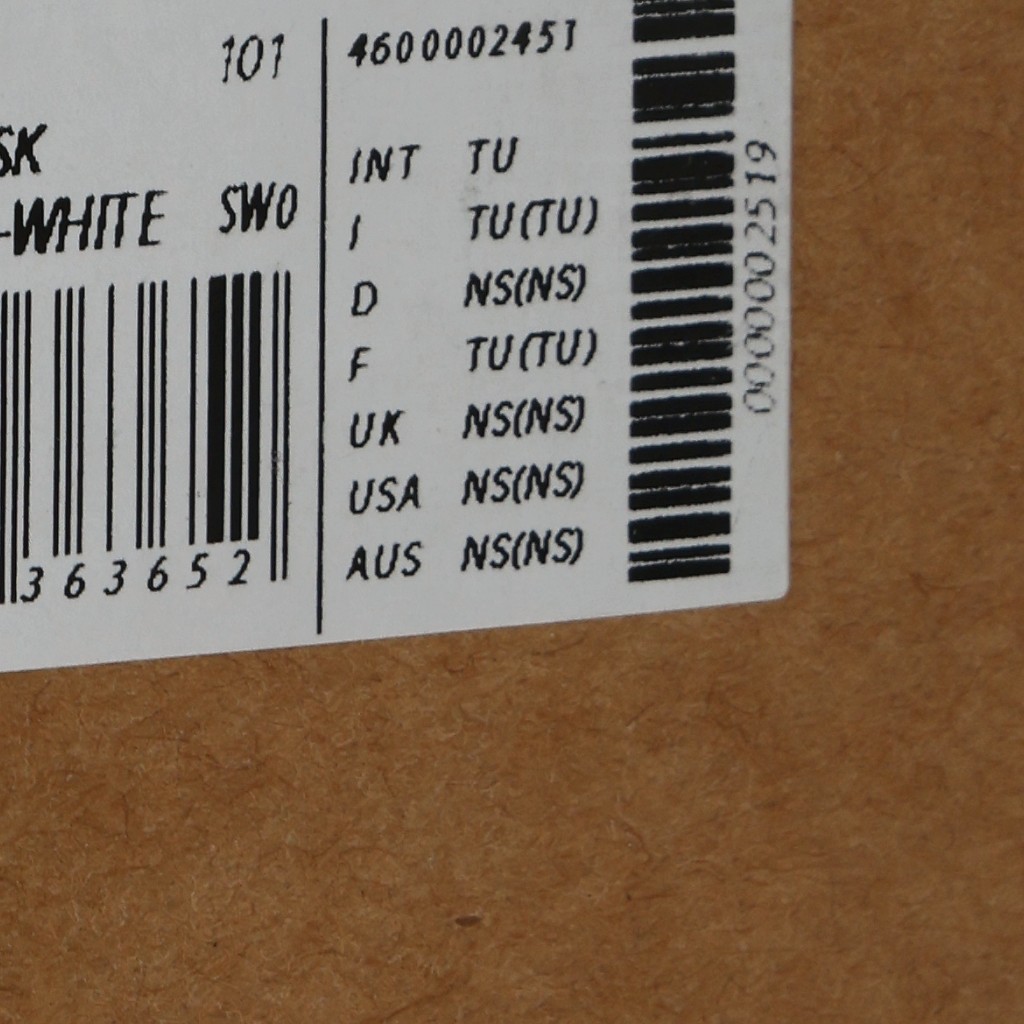 101
SK
-WHITE SWO
363652
4600002451
INT TU
I TU(TU)
D NS(NS)
F TU(TU)
UK NS(NS)
USA NS(NS)
AUS NS(NS)
0000002519